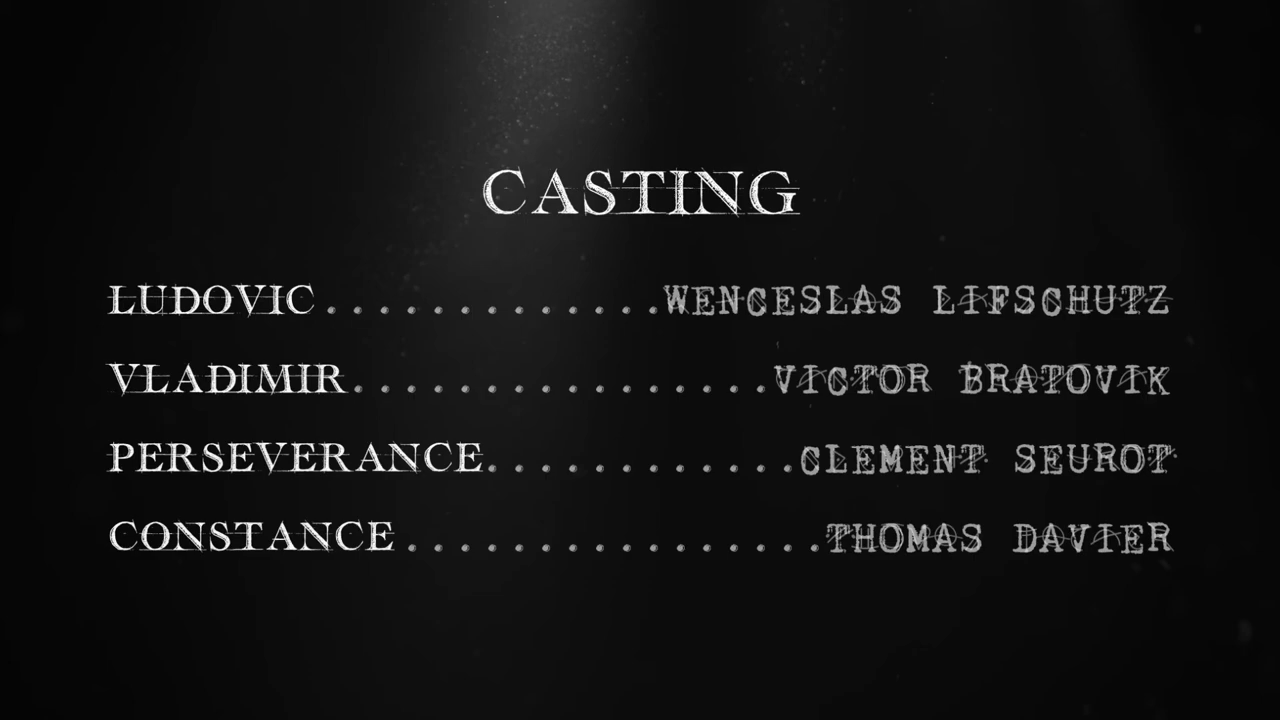 CASTING
LUDOVIC . . . . . . . . . . . . . WENCESLAS LIFSCHUTZ
VLADIMIR . . . . . . . . . . . . . . . . VICTOR BRATOVIK
PERSEVERANCE . . . . . . . . . . . . CLEMENT SEUROT
CONSTANCE . . . . . . . . . . . . . . . . THOMAS DAVIER